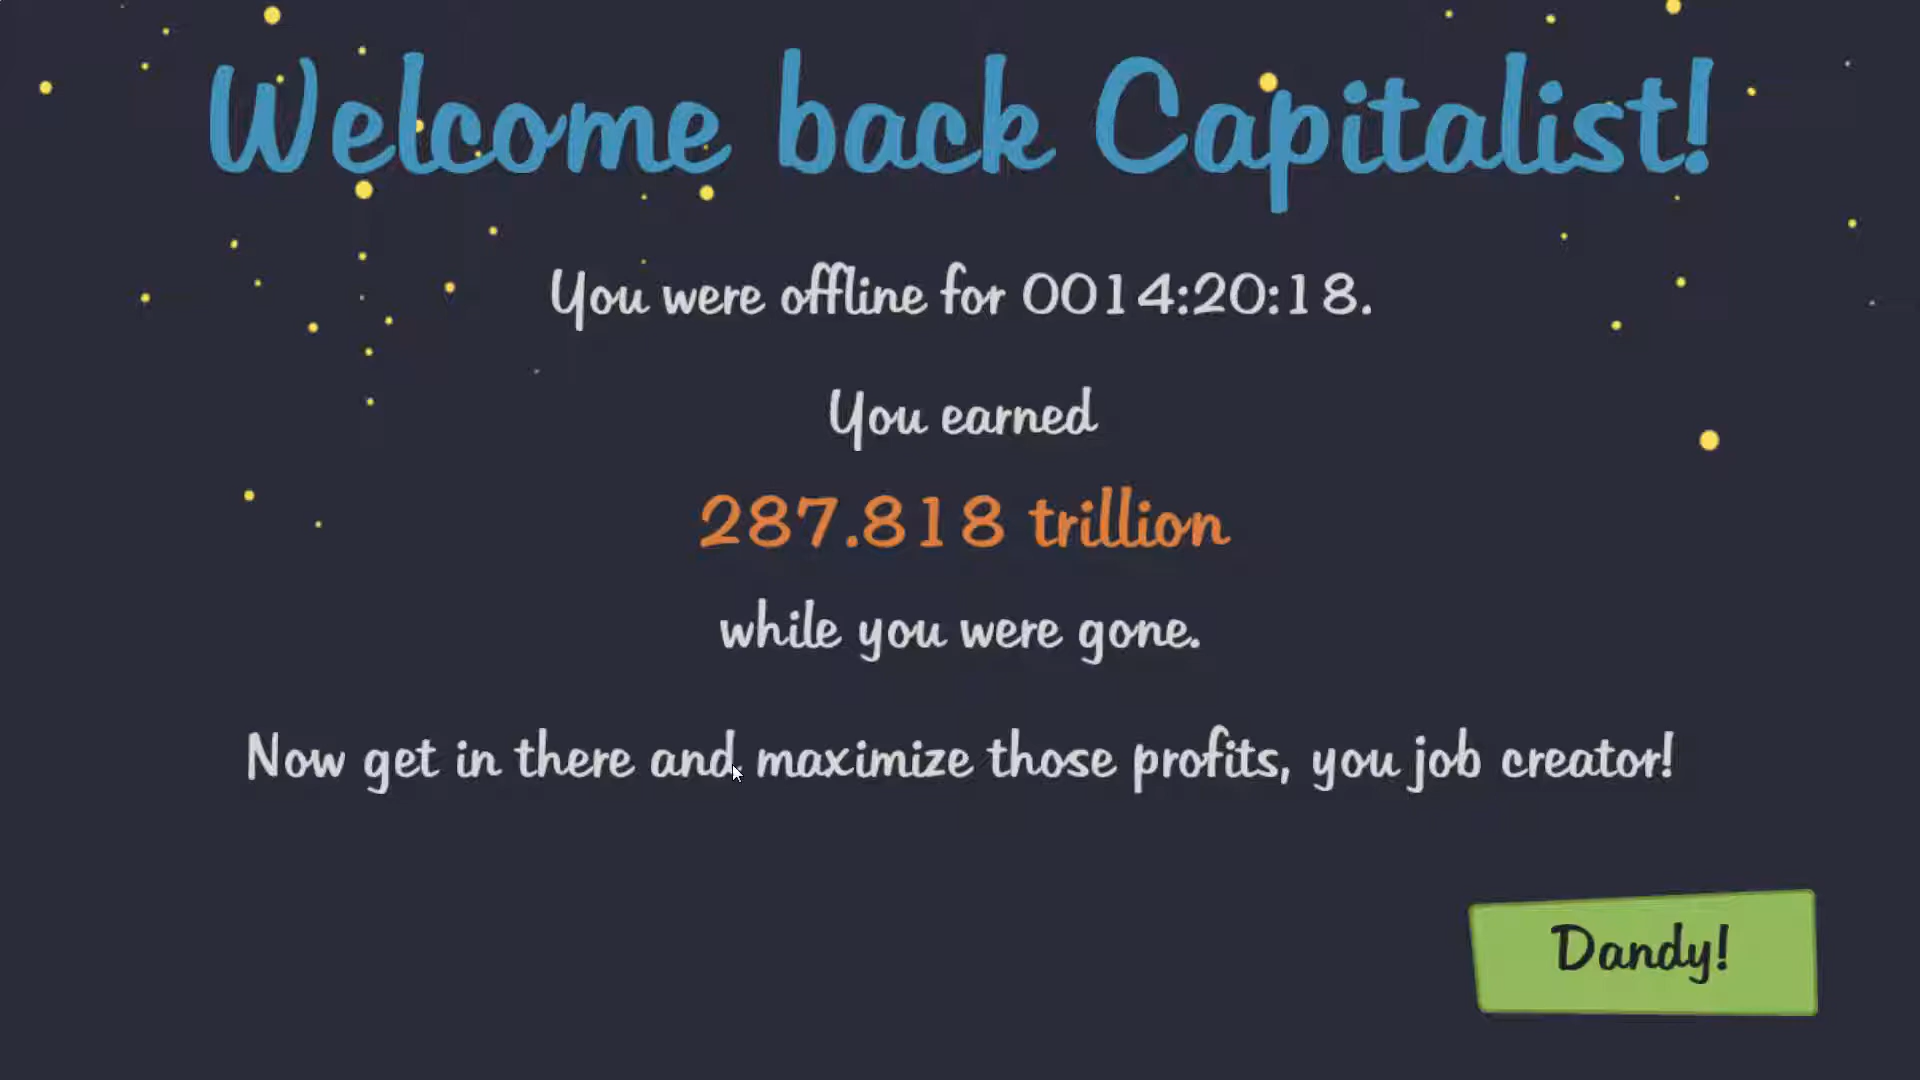 Welcome back Capitalist!
You were offline for 0014:20:18.
You earned
287.818 trillion
while you were gone.
Now get in there and maximize those profits, you job creator!
Dandy!